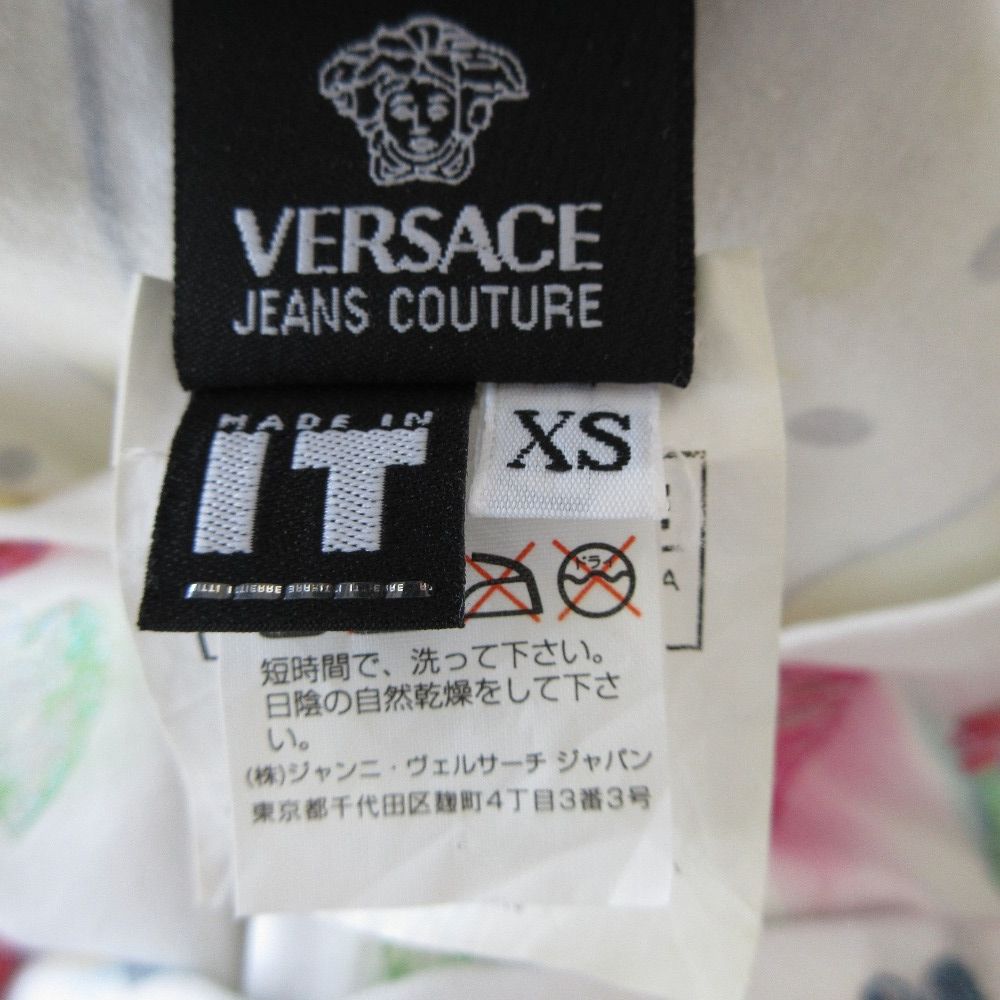 VERSACE
JEANS COUTURE
MADE IN
IT
XS
ドライ
A
短時間で、洗って下さい。
日陰の自然乾燥をして下さ
い。
(株)ジャンニ・ヴェルサーチ ジャパン
東京都千代田区麹町4丁目3番3号